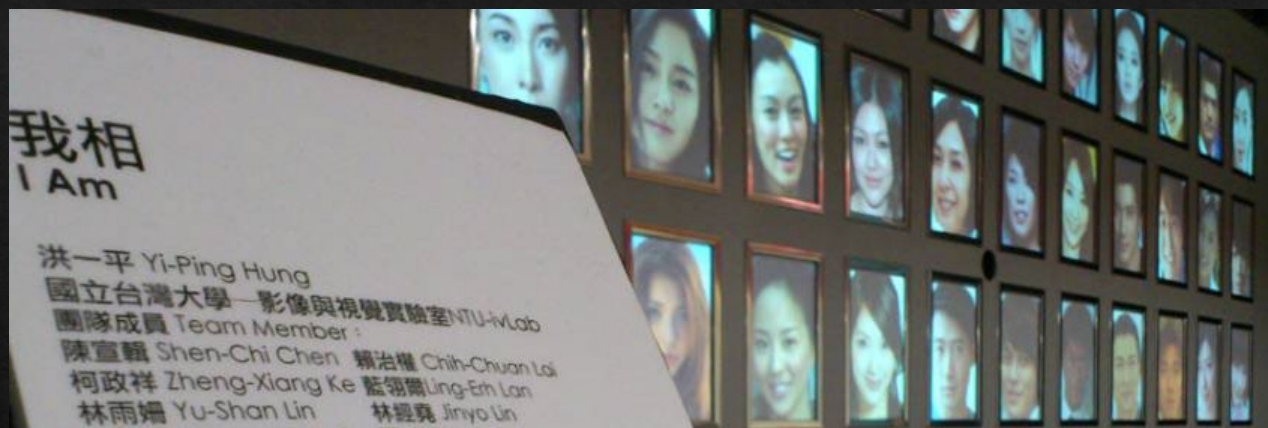 我相
I Am
洪一平 Yi-Ping Hung
國立台灣大學—影像與視覺實驗室NTU-ivLab
團隊成員 Team Member：
陳宣輯 Shen-Chi Chen 賴治權 Chih-Chuan Lai
柯政祥 Zheng-Xiang Ke 藍翎爾Ling-Erh Lan
林雨姍 Yu-Shan Lin 林經堯 Jinyo Lin